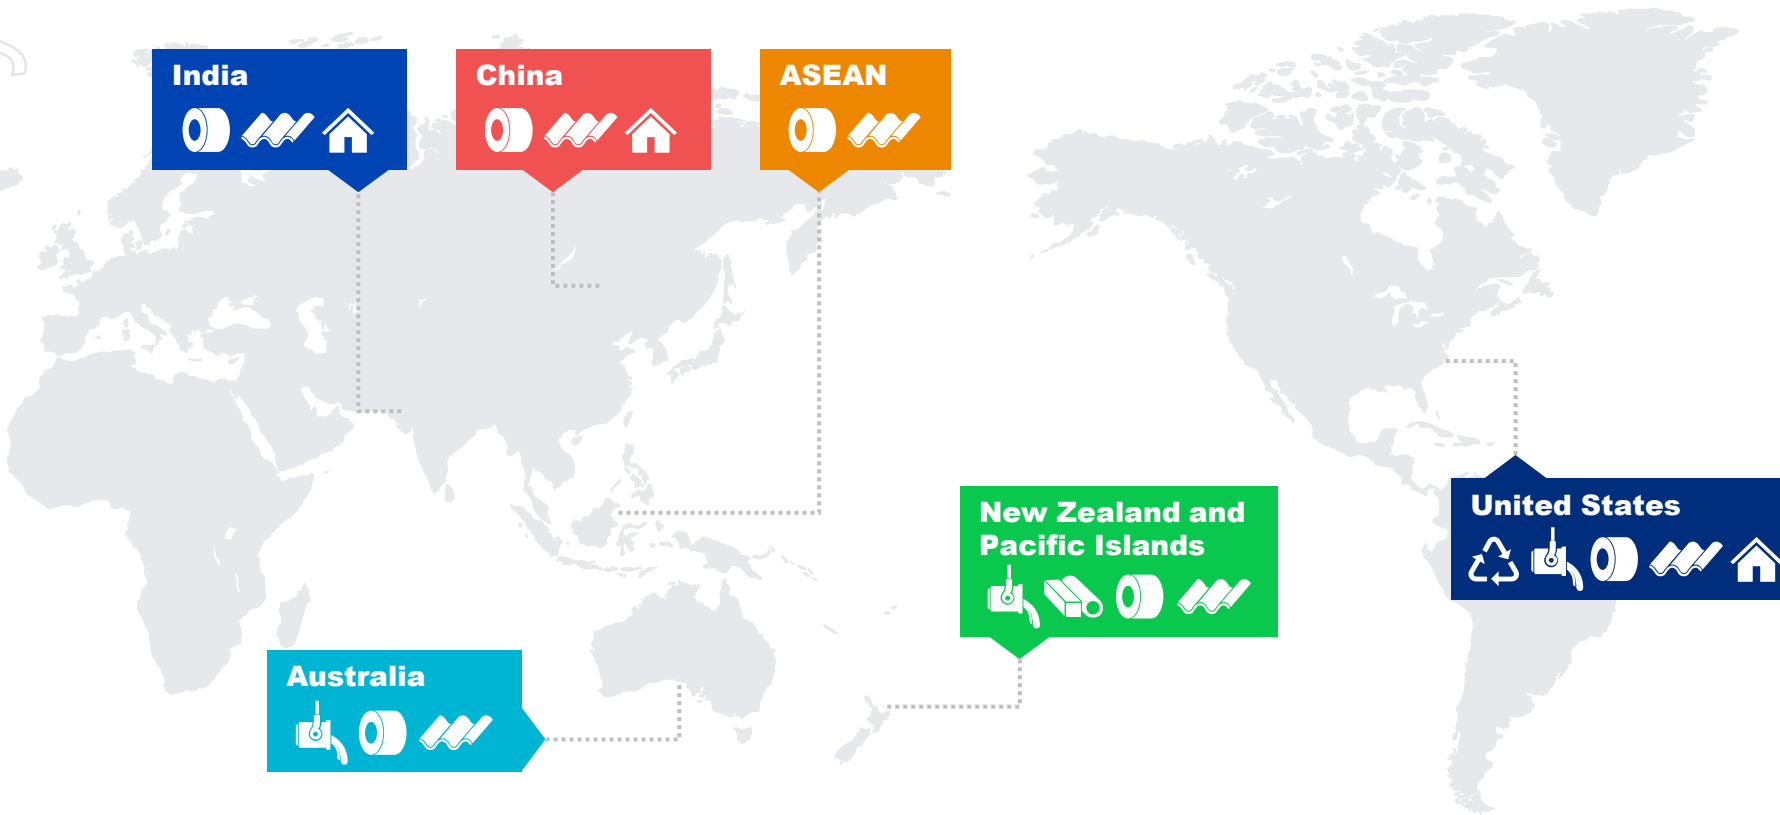 India
China
ASEAN
New Zealand and
Pacific Islands
United States
Australia